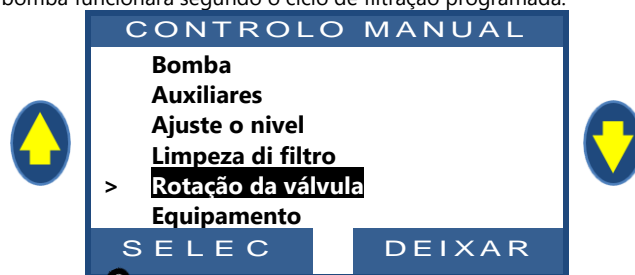 bomba funcionará segundo o ciclo de filtração programada.
CONTROLO MANUAL
Bomba
Auxiliares
Ajuste o nivel
Limpeza di filtro
> Rotação da válvula
Equipamento
SELEC DEIXAR